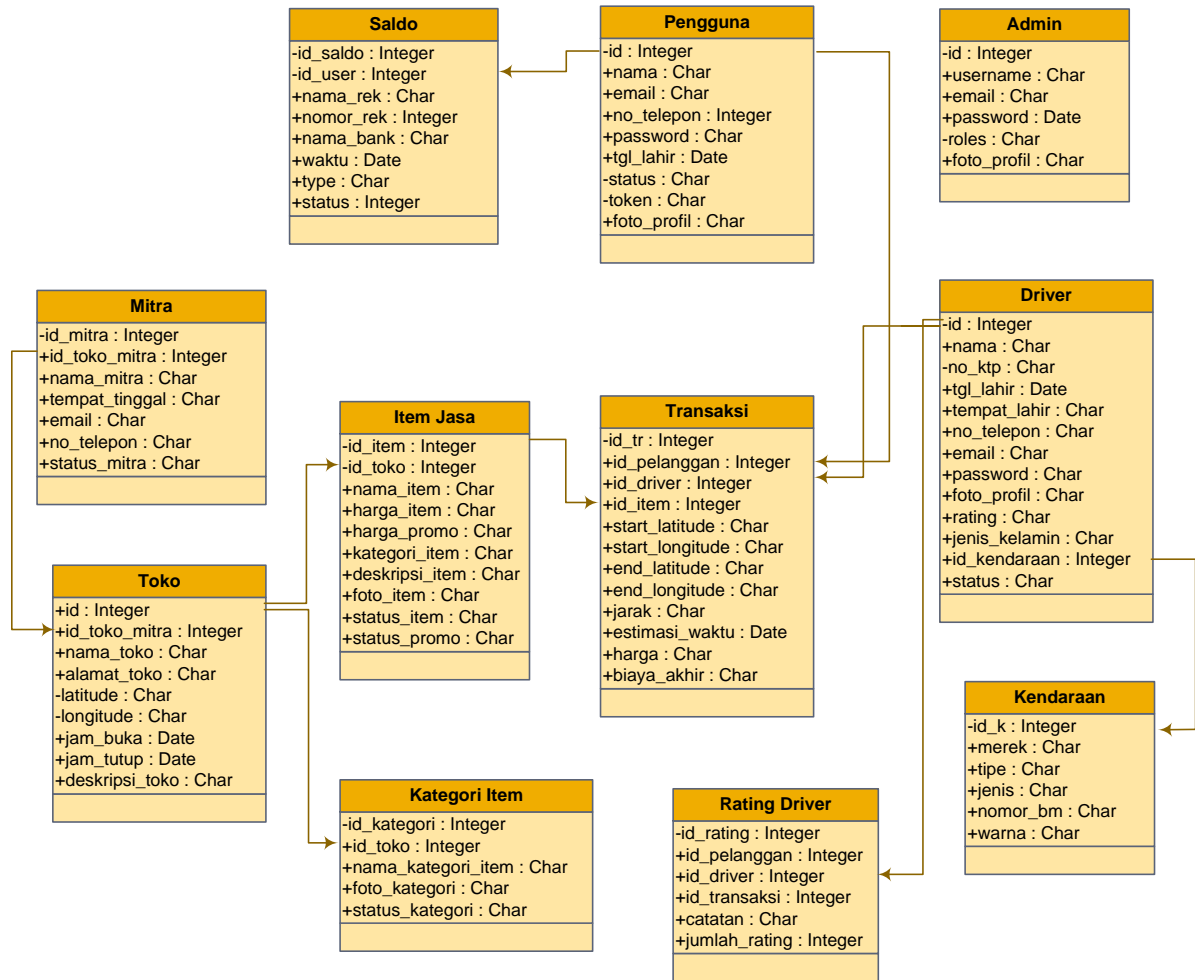 Saldo
-id_saldo : Integer
-id_user : Integer
+nama_rek : Char
+nomor_rek : Integer
+nama_bank : Char
+waktu : Date
+type : Char
+status : Integer
Pengguna
-id : Integer
+nama : Char
+email : Char
+no_telepon : Integer
+password : Char
+tgl_lahir : Date
-status : Char
-token : Char
+foto_profil : Char
Admin
-id : Integer
+username : Char
+email : Char
+password : Date
-roles : Char
+foto_profil : Char
Mitra
-id_mitra : Integer
+id_toko_mitra : Integer
+nama_mitra : Char
+tempat_tinggal : Char
+email : Char
+no_telepon : Char
+status_mitra : Char
Item Jasa
-id_item : Integer
-id_toko : Integer
+nama_item : Char
+harga_item : Char
+harga_promo : Char
+kategori_item : Char
+deskripsi_item : Char
+foto_item : Char
+status_item : Char
+status_promo : Char
Transaksi
-id_tr : Integer
+id_pelanggan : Integer
+id_driver : Integer
+id_item : Integer
+start_latitude : Char
+start_longitude : Char
+end_latitude : Char
+end_longitude : Char
+jarak : Char
+estimasi_waktu : Date
+harga : Char
+biaya_akhir : Char
Driver
-id : Integer
+nama : Char
-no_ktp : Char
+tgl_lahir : Date
+tempat_lahir : Char
+no_telepon : Char
+email : Char
+password : Char
+foto_profil : Char
+rating : Char
+jenis_kelamin : Char
+id_kendaraan : Integer
+status : Char
Toko
+id : Integer
+id_toko_mitra : Integer
+nama_toko : Char
+alamat_toko : Char
-latitude : Char
-longitude : Char
+jam_buka : Date
+jam_tutup : Date
+deskripsi_toko : Char
Kategori Item
-id_kategori : Integer
+id_toko : Integer
+nama_kategori_item : Char
+foto_kategori : Char
+status_kategori : Char
Rating Driver
-id_rating : Integer
+id_pelanggan : Integer
+id_driver : Integer
+id_transaksi : Integer
+catatan : Char
+jumlah_rating : Integer
Kendaraan
-id_k : Integer
+merek : Char
+tipe : Char
+jenis : Char
+nomor_bm : Char
+warna : Char